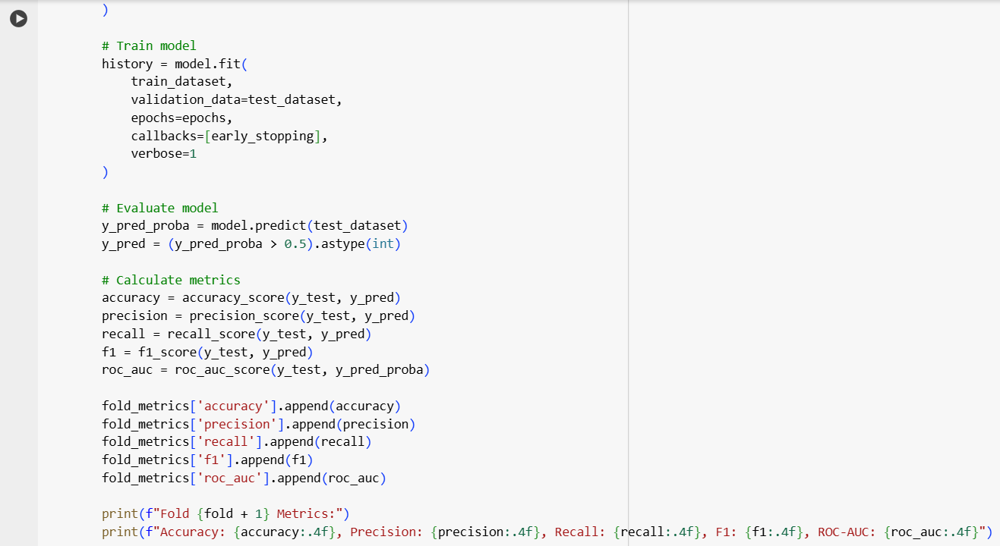 )
# Train model
history = model.fit(
    train_dataset,
    validation_data=test_dataset,
    epochs=epochs,
    callbacks=[early_stopping],
    verbose=1
)
# Evaluate model
y_pred_proba = model.predict(test_dataset)
y_pred = (y_pred_proba > 0.5).astype(int)
# Calculate metrics
accuracy = accuracy_score(y_test, y_pred)
precision = precision_score(y_test, y_pred)
recall = recall_score(y_test, y_pred)
f1 = f1_score(y_test, y_pred)
roc_auc = roc_auc_score(y_test, y_pred_proba)
fold_metrics['accuracy'].append(accuracy)
fold_metrics['precision'].append(precision)
fold_metrics['recall'].append(recall)
fold_metrics['f1'].append(f1)
fold_metrics['roc_auc'].append(roc_auc)
print(f"Fold {fold + 1} Metrics:")
print(f"Accuracy: {accuracy:.4f}, Precision: {precision:.4f}, Recall: {recall:.4f}, F1: {f1:.4f}, ROC-AUC: {roc_auc:.4f}")